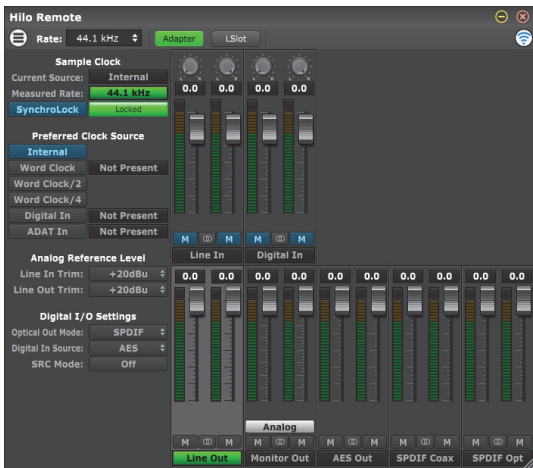 Hilo Remote
Rate: 44.1 kHz Adapter LSlot
Sample Clock
Current Source: Internal
Measured Rate: 44.1 kHz
SynchroLock Locked
Preferred Clock Source
Internal
Word Clock Not Present
Word Clock/2
Word Clock/4
Digital In Not Present
ADAT In Not Present
Analog Reference Level
Line In Trim: +20dBu
Line Out Trim: +20dBu
Digital I/O Settings
Optical Out Mode: SPDIF
Digital In Source: AES
SRC Mode: Off
L R L R L R L R
0.0 0.0 0.0 0.0
M M M M
Line In Digital In
0.0 0.0 0.0 0.0 0.0 0.0 0.0 0.0 0.0 0.0
Analog
M M M M M M M M M M
Line Out Monitor Out AES Out SPDIF Coax SPDIF Opt